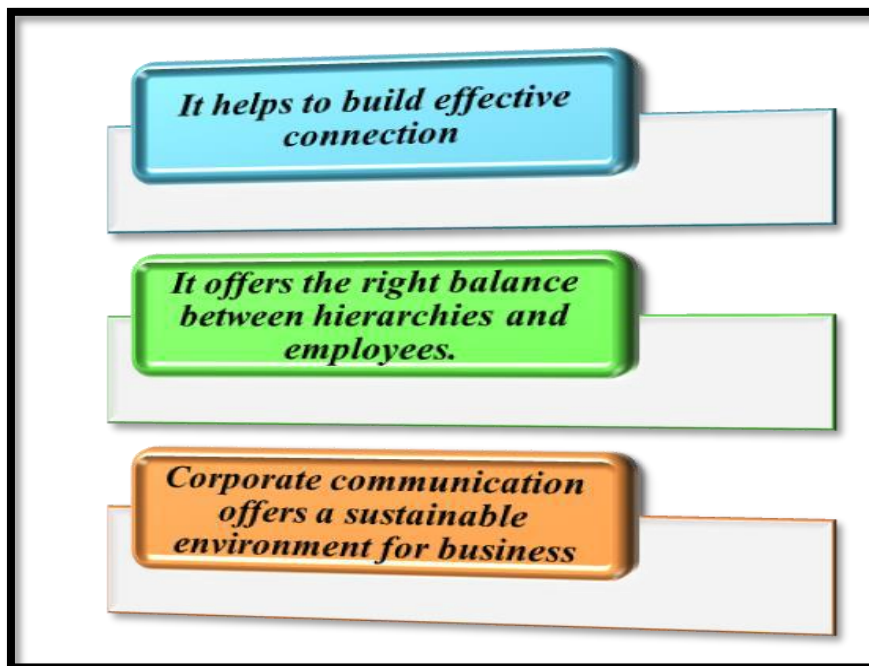 It helps to build effective
connection
It offers the right balance
between hierarchies and
employees.
Corporate communication
offers a sustainable
environment for business